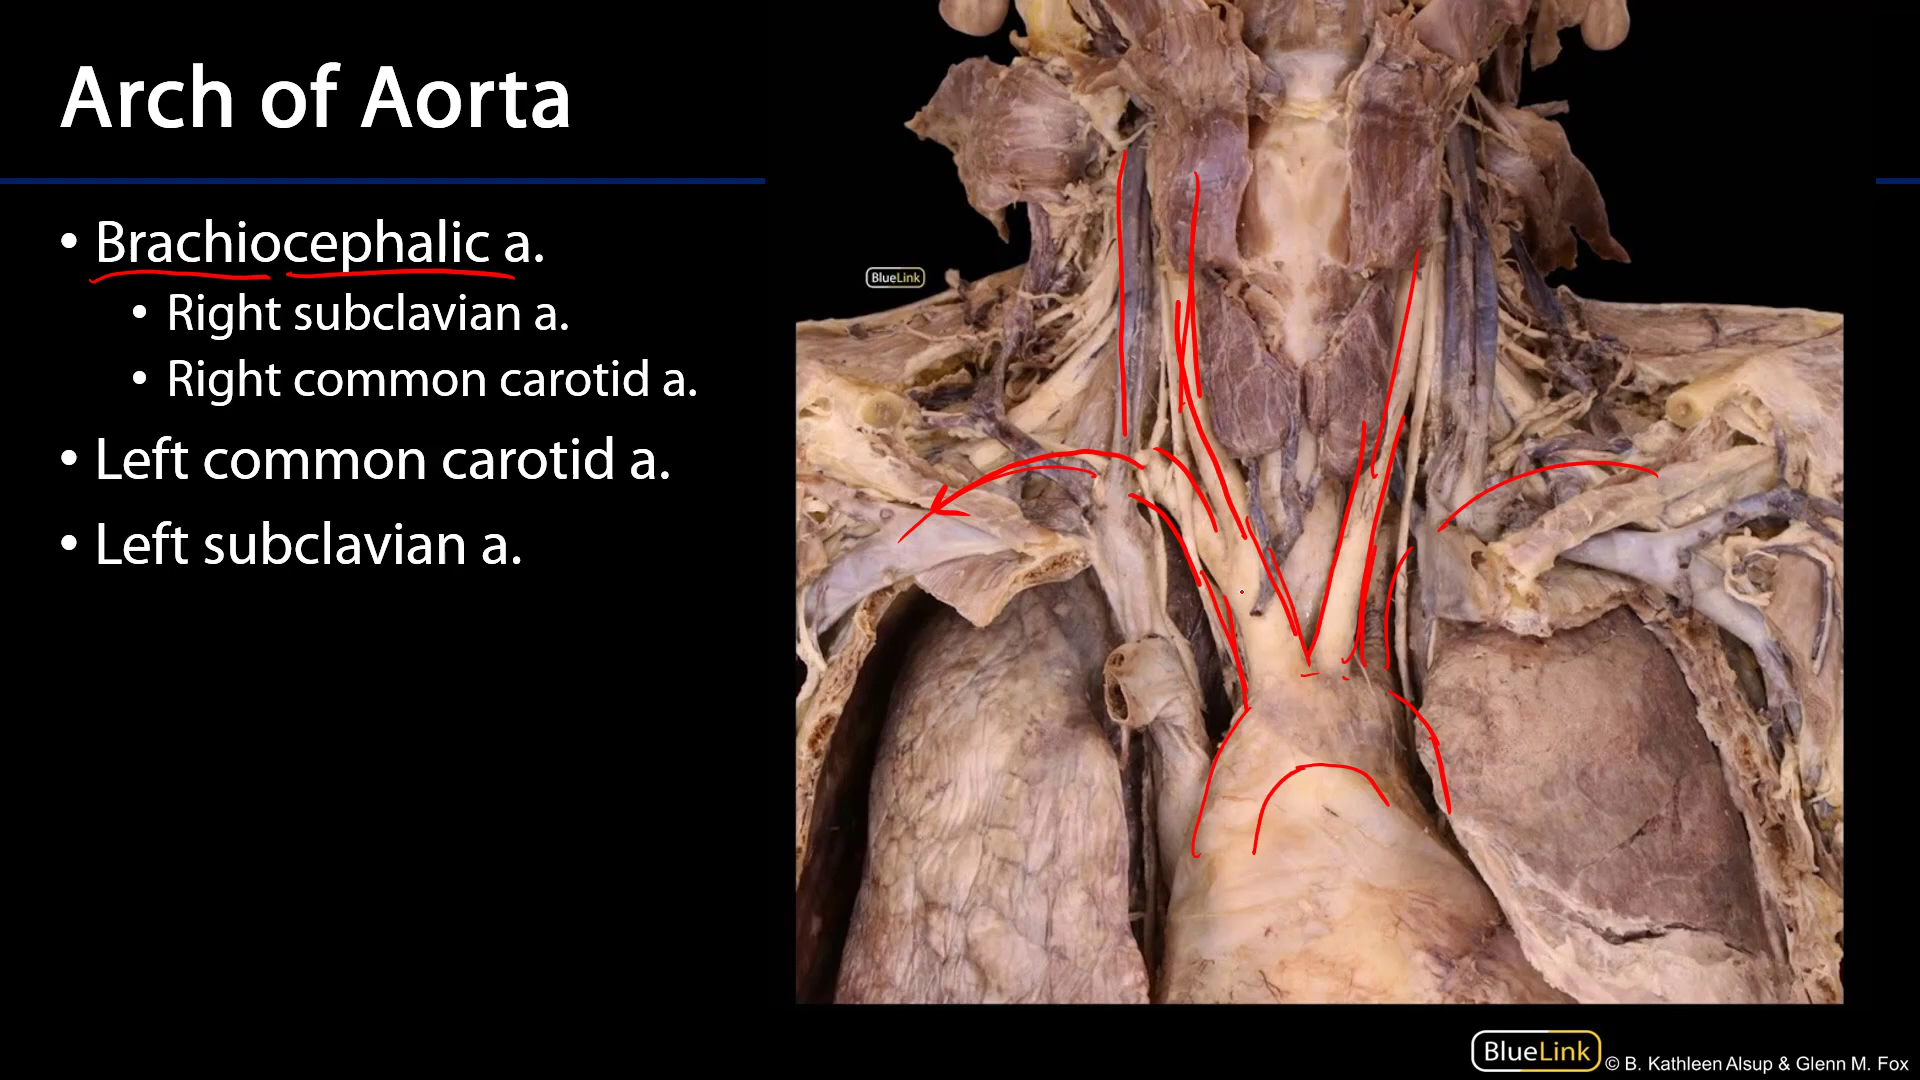 Arch of Aorta
• Brachiocephalic a.
• Right subclavian a.
• Right common carotid a.
• Left common carotid a.
• Left subclavian a.
BlueLink
BlueLink © B. Kathleen Alsup & Glenn M. Fox